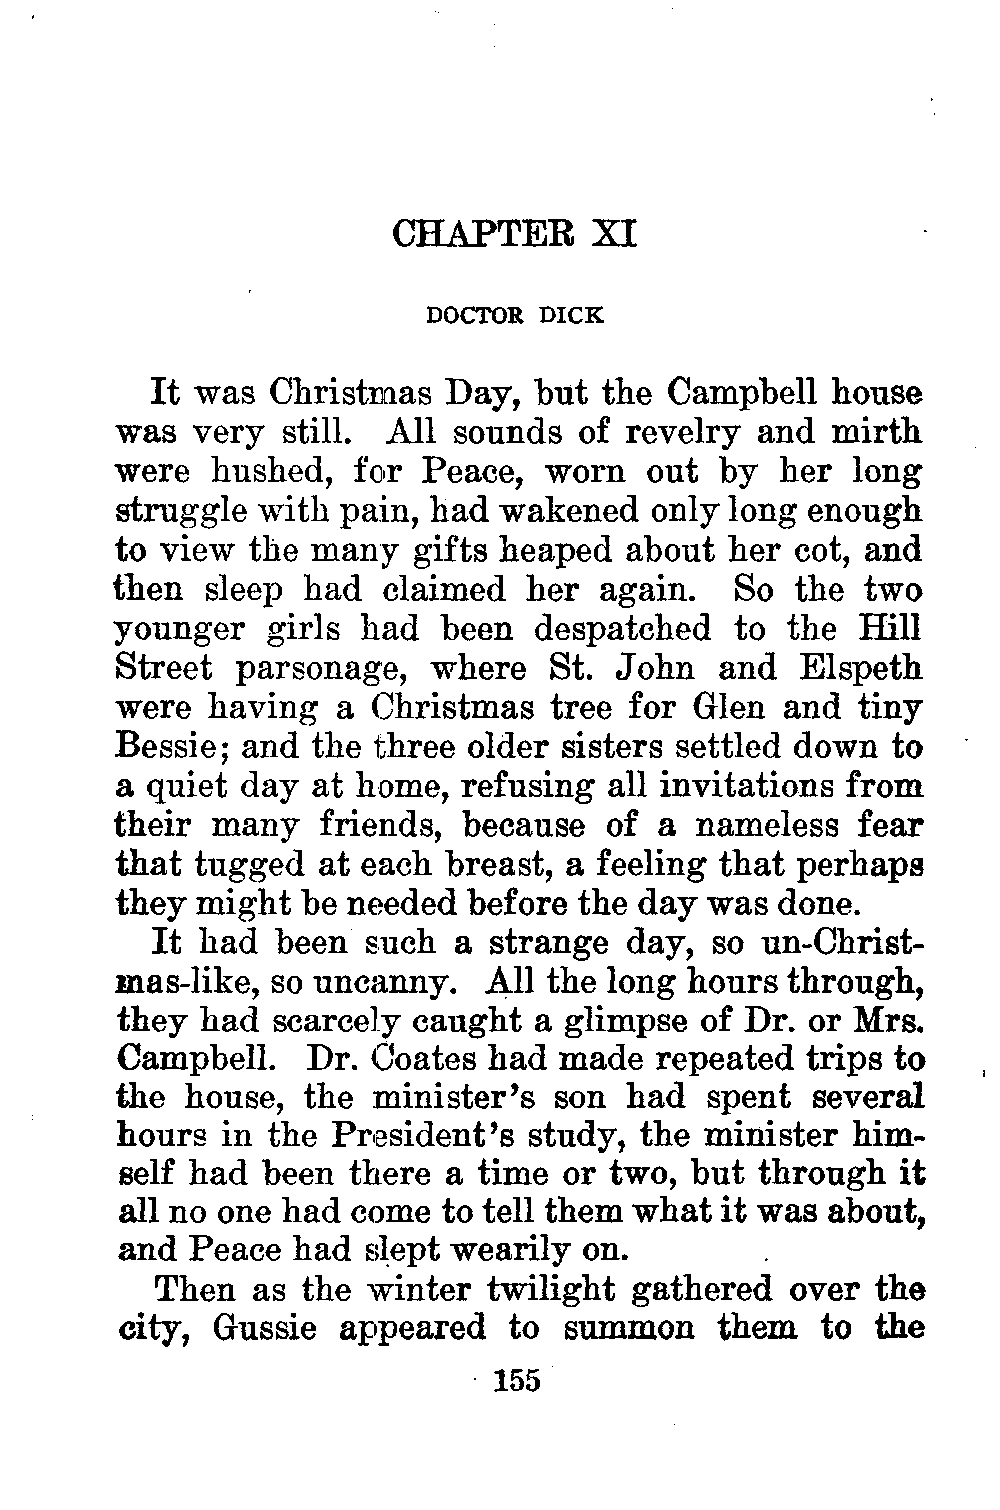 CHAPTER XI
DOCTOR DICK
It was Christmas Day, but the Campbell house
was very still. All sounds of revelry and mirth
were hushed, for Peace, worn out by her long
struggle with pain, had wakened only long enough
to view the many gifts heaped about her cot, and
then sleep had claimed her again. So the two
younger girls had been despatched to the Hill
Street parsonage, where St. John and Elspeth
were having a Christmas tree for Glen and tiny
Bessie; and the three older sisters settled down to
a quiet day at home, refusing all invitations from
their many friends, because of a nameless fear
that tugged at each breast, a feeling that perhaps
they might be needed before the day was done.
It had been such a strange day, so un-Christ-
mas-like, so uncanny. All the long hours through,
they had scarcely caught a glimpse of Dr. or Mrs.
Campbell. Dr. Coates had made repeated trips to
the house, the minister's son had spent several
hours in the President's study, the minister him-
self had been there a time or two, but through it
all no one had come to tell them what it was about,
and Peace had slept wearily on.
Then as the winter twilight gathered over the
city, Gussie appeared to summon them to the
155